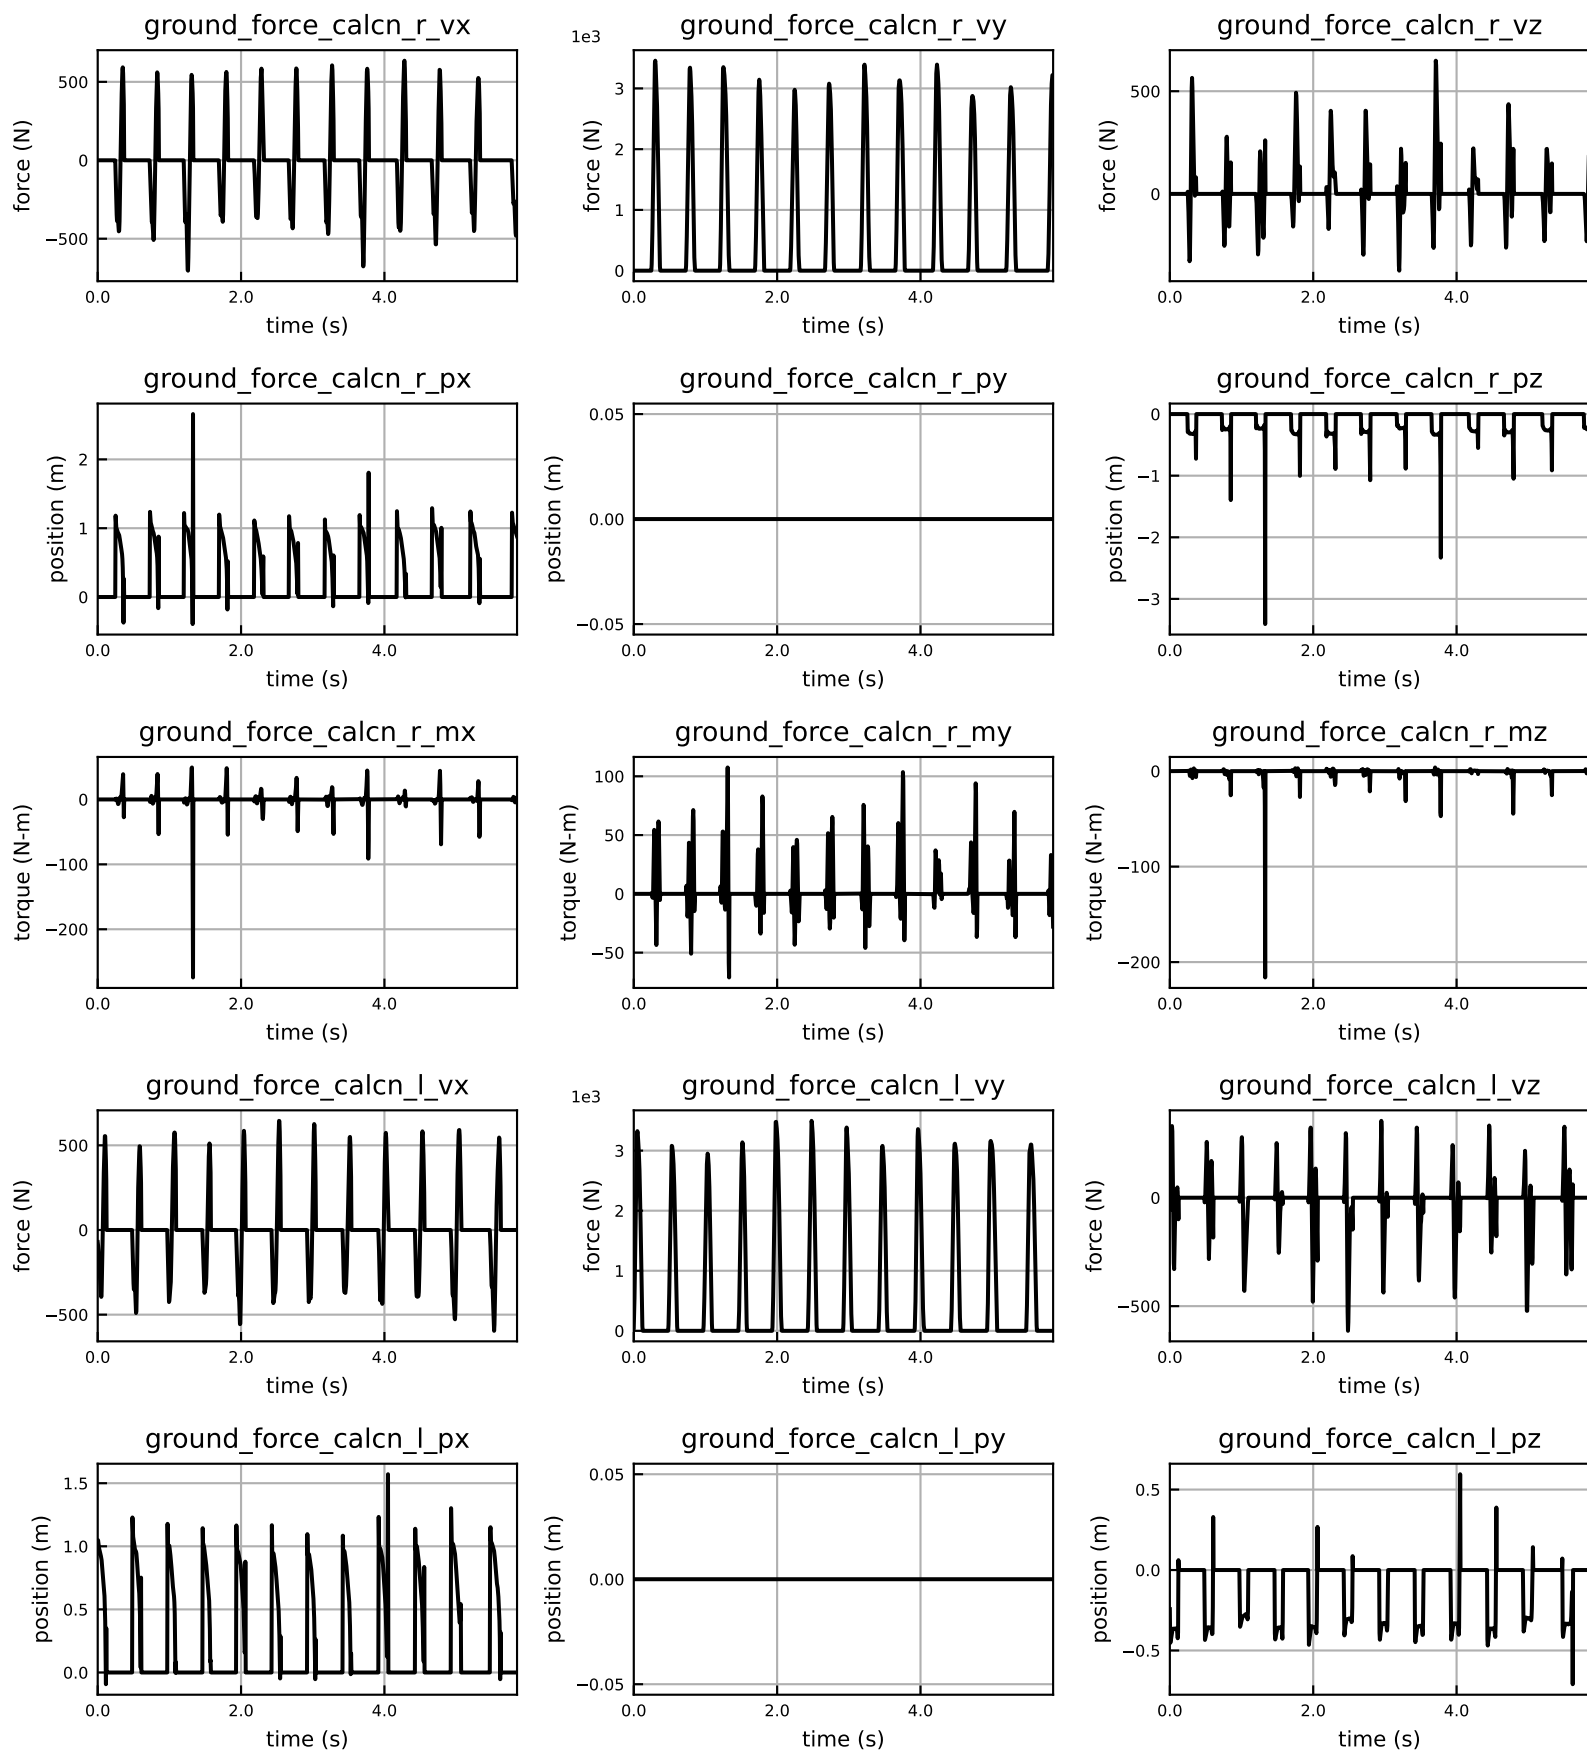 ground_force_calcn_r_vx
force (N)
500
0
−500
0.0 2.0 4.0
time (s)
ground_force_calcn_r_vy
1e3
force (N)
3
2
1
0
0.0 2.0 4.0
time (s)
ground_force_calcn_r_vz
force (N)
500
0
0.0 2.0 4.0
time (s)
ground_force_calcn_r_px
position (m)
2
1
0
0.0 2.0 4.0
time (s)
ground_force_calcn_r_py
position (m)
0.05
0.00
−0.05
0.0 2.0 4.0
time (s)
ground_force_calcn_r_pz
position (m)
0
−1
−2
−3
0.0 2.0 4.0
time (s)
ground_force_calcn_r_mx
torque (N-m)
0
−100
−200
0.0 2.0 4.0
time (s)
ground_force_calcn_r_my
torque (N-m)
100
50
0
−50
0.0 2.0 4.0
time (s)
ground_force_calcn_r_mz
torque (N-m)
0
−100
−200
0.0 2.0 4.0
time (s)
ground_force_calcn_l_vx
force (N)
500
0
−500
0.0 2.0 4.0
time (s)
ground_force_calcn_l_vy
1e3
force (N)
3
2
1
0
0.0 2.0 4.0
time (s)
ground_force_calcn_l_vz
force (N)
0
−500
0.0 2.0 4.0
time (s)
ground_force_calcn_l_px
position (m)
1.5
1.0
0.5
0.0
0.0 2.0 4.0
time (s)
ground_force_calcn_l_py
position (m)
0.05
0.00
−0.05
0.0 2.0 4.0
time (s)
ground_force_calcn_l_pz
position (m)
0.5
0.0
−0.5
0.0 2.0 4.0
time (s)